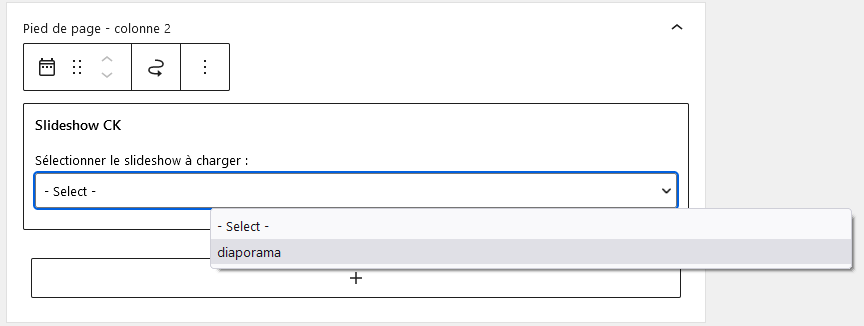 Pied de page - colonne 2
Slideshow CK
Sélectionner le slideshow à charger :
- Select -
- Select -
diaporama